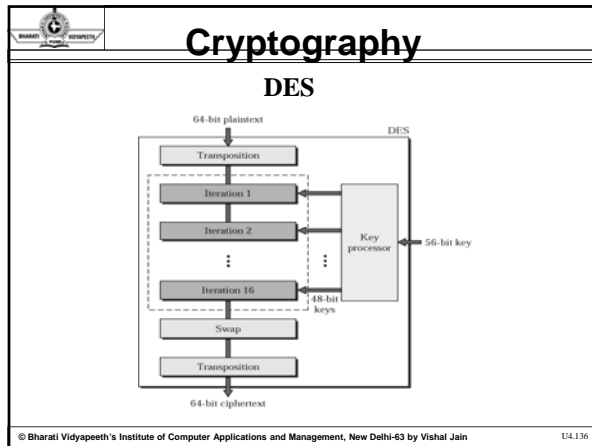 BHARATI
VIDYAPEETH
Cryptography
DES
64-bit plaintext
DES
Transposition
Iteration 1
Iteration 2
Key
processor
56-bit key
Iteration 16
48-bit
keys
Swap
Transposition
64-bit ciphertext
© Bharati Vidyapeeth's Institute of Computer Applications and Management, New Delhi-63 by Vishal Jain
U4.136